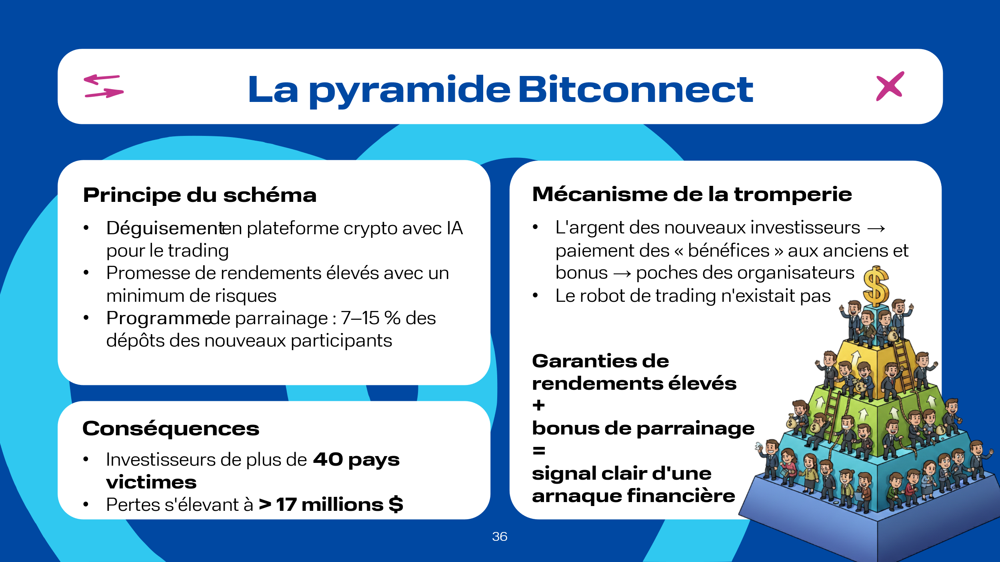 La pyramide Bitconnect
Principe du schéma
• Déguisement en plateforme crypto avec IA
pour le trading
• Promesse de rendements élevés avec un
minimum de risques
• Programme de parrainage : 7–15 % des
dépôts des nouveaux participants
Conséquences
• Investisseurs de plus de 40 pays
victimes
• Pertes s'élevant à > 17 millions $
Mécanisme de la tromperie
• L'argent des nouveaux investisseurs →
paiement des « bénéfices » aux anciens et
bonus → poches des organisateurs
• Le robot de trading n'existait pas
Garanties de
rendements élevés
+
bonus de parrainage
=
signal clair d'une
arnaque financière
$
36